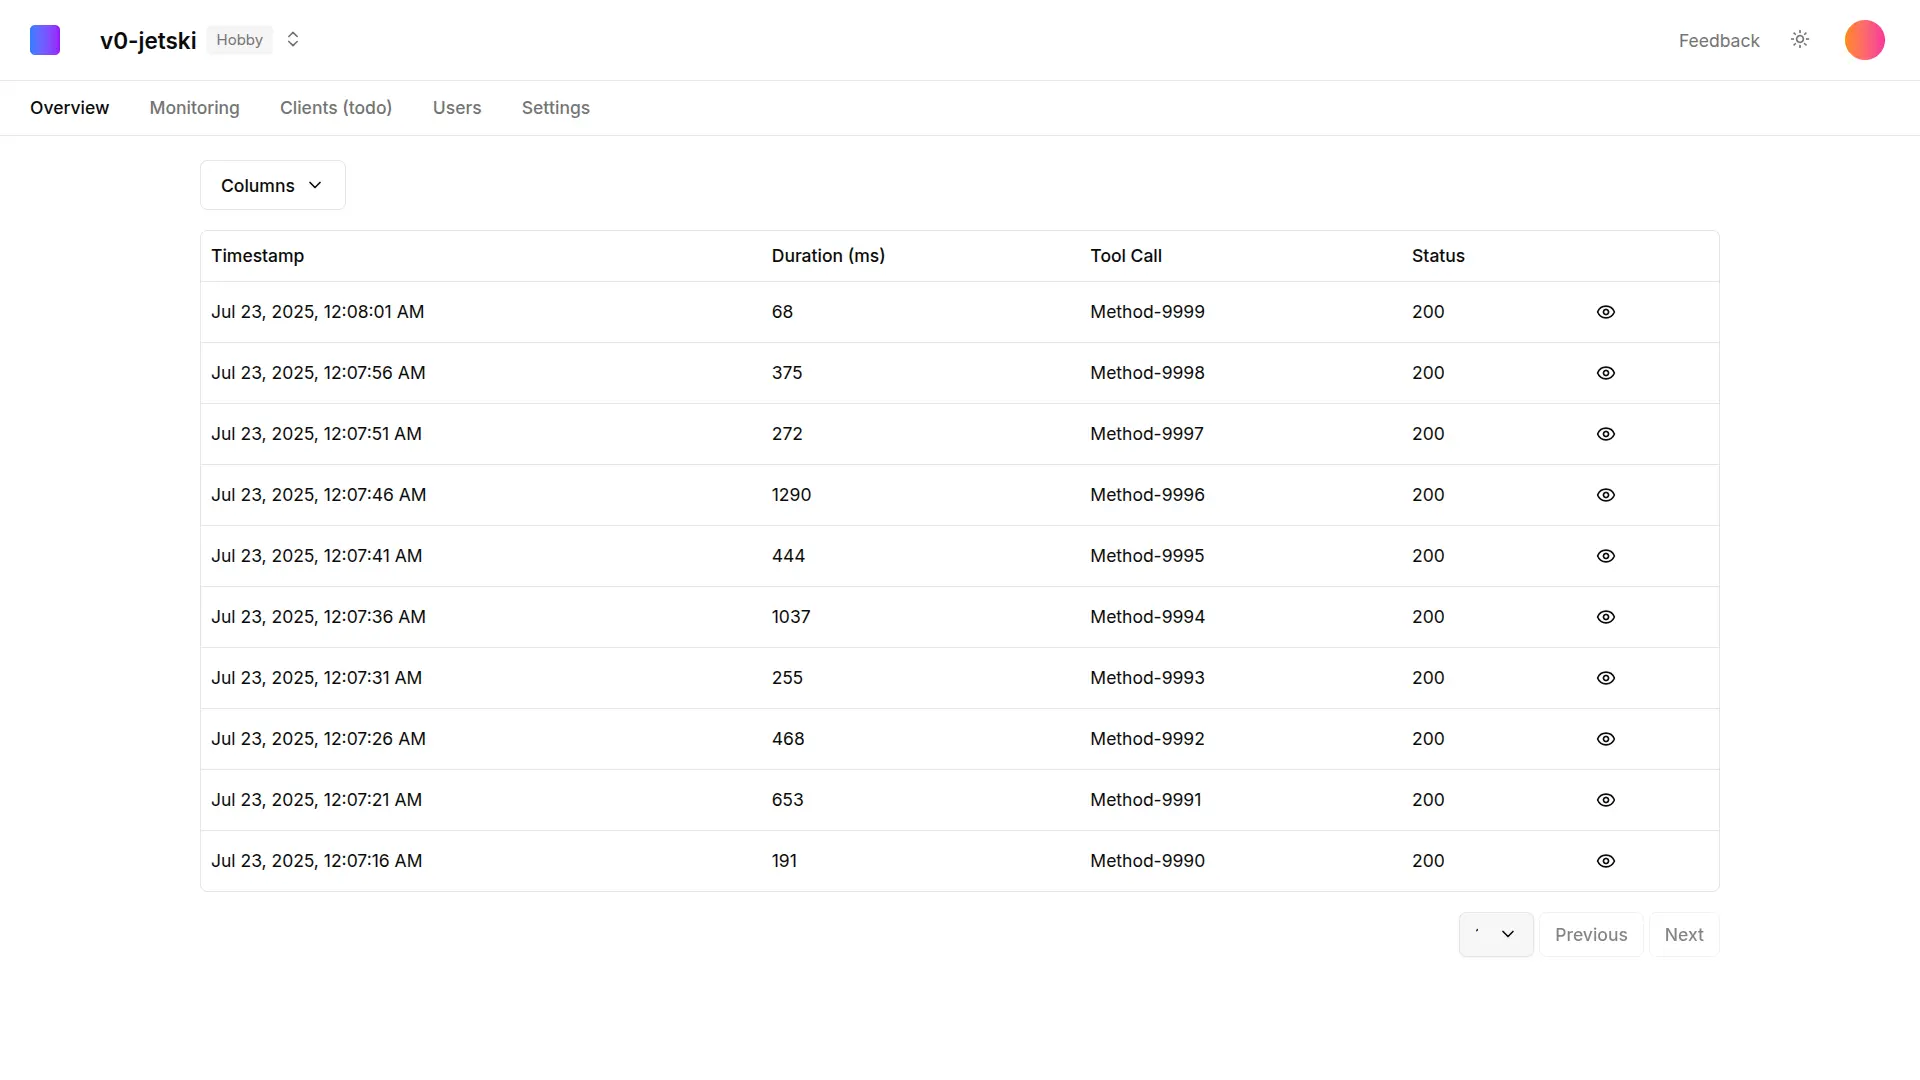 v0-jetski Hobby Feedback
Overview Monitoring Clients (todo) Users Settings
Columns
Timestamp Duration (ms) Tool Call Status
Jul 23, 2025, 12:08:01 AM 68 Method-9999 200
Jul 23, 2025, 12:07:56 AM 375 Method-9998 200
Jul 23, 2025, 12:07:51 AM 272 Method-9997 200
Jul 23, 2025, 12:07:46 AM 1290 Method-9996 200
Jul 23, 2025, 12:07:41 AM 444 Method-9995 200
Jul 23, 2025, 12:07:36 AM 1037 Method-9994 200
Jul 23, 2025, 12:07:31 AM 255 Method-9993 200
Jul 23, 2025, 12:07:26 AM 468 Method-9992 200
Jul 23, 2025, 12:07:21 AM 653 Method-9991 200
Jul 23, 2025, 12:07:16 AM 191 Method-9990 200
Previous Next